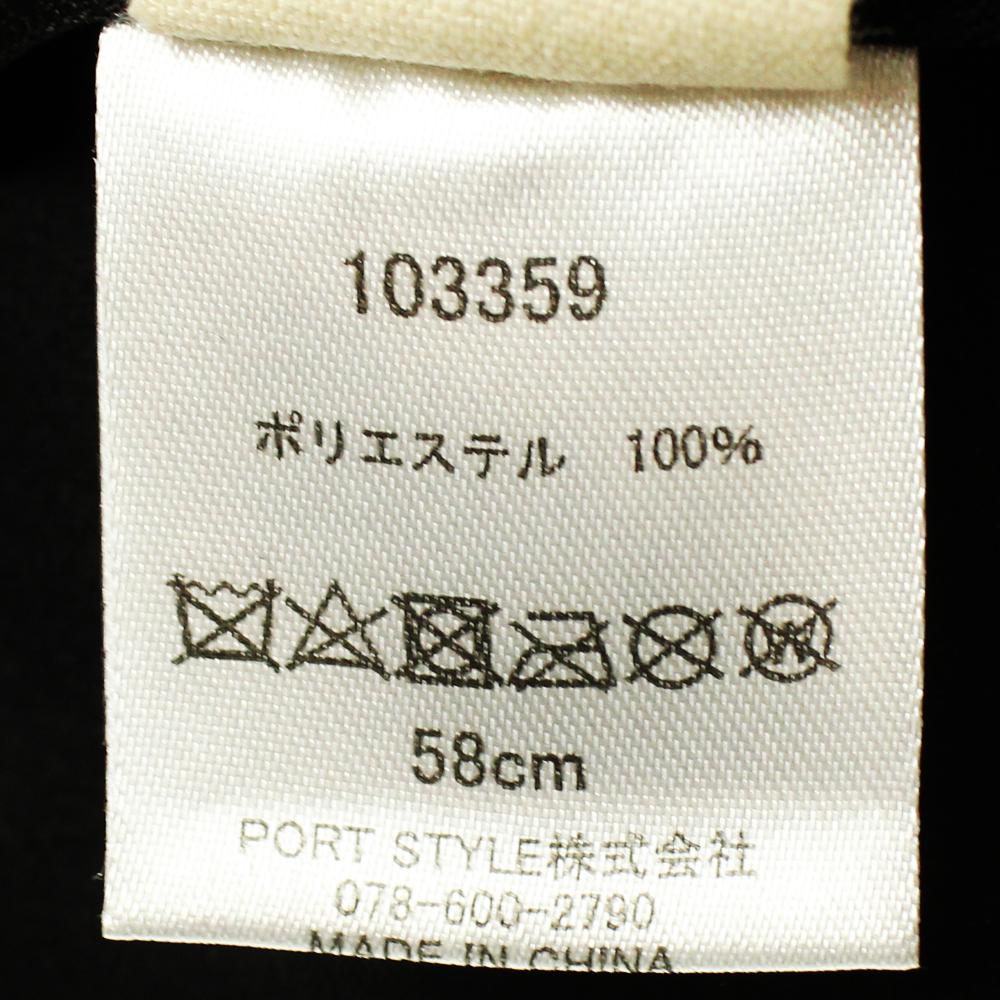 103359
ポリエステル 100%
W
58cm
PORT STYLE株式会社
078-600-2790
MADE IN CHINA